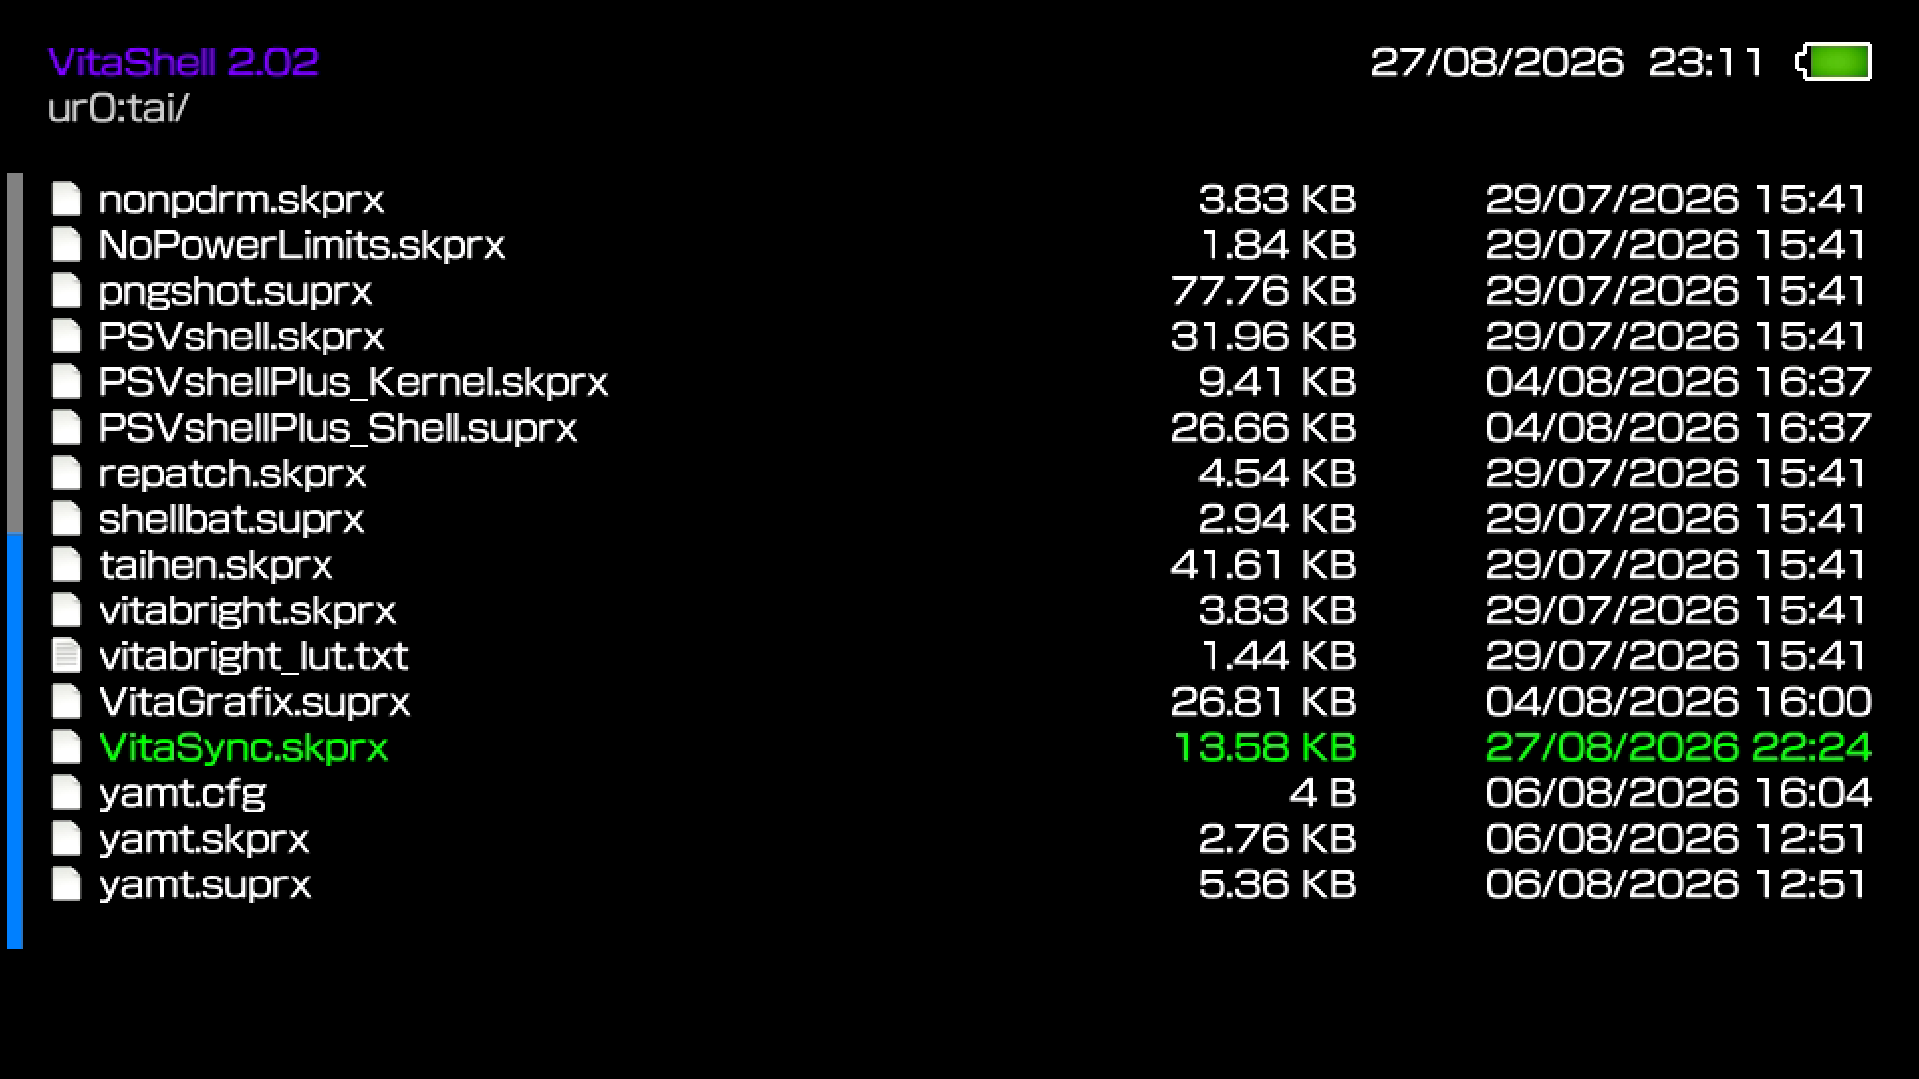 VitaShell 2.02 27/08/2026 23:11
ur0:tai/
nonpdrm.skprx 3.83 KB 29/07/2026 15:41
NoPowerLimits.skprx 1.84 KB 29/07/2026 15:41
pngshot.suprx 77.76 KB 29/07/2026 15:41
PSVshell.skprx 31.96 KB 29/07/2026 15:41
PSVshellPlus_Kernel.skprx 9.41 KB 04/08/2026 16:37
PSVshellPlus_Shell.suprx 26.66 KB 04/08/2026 16:37
repatch.skprx 4.54 KB 29/07/2026 15:41
shellbat.suprx 2.94 KB 29/07/2026 15:41
taihen.skprx 41.61 KB 29/07/2026 15:41
vitabright.skprx 3.83 KB 29/07/2026 15:41
vitabright_lut.txt 1.44 KB 29/07/2026 15:41
VitaGrafix.suprx 26.81 KB 04/08/2026 16:00
VitaSync.skprx 13.58 KB 27/08/2026 22:24
yamt.cfg 4 B 06/08/2026 16:04
yamt.skprx 2.76 KB 06/08/2026 12:51
yamt.suprx 5.36 KB 06/08/2026 12:51